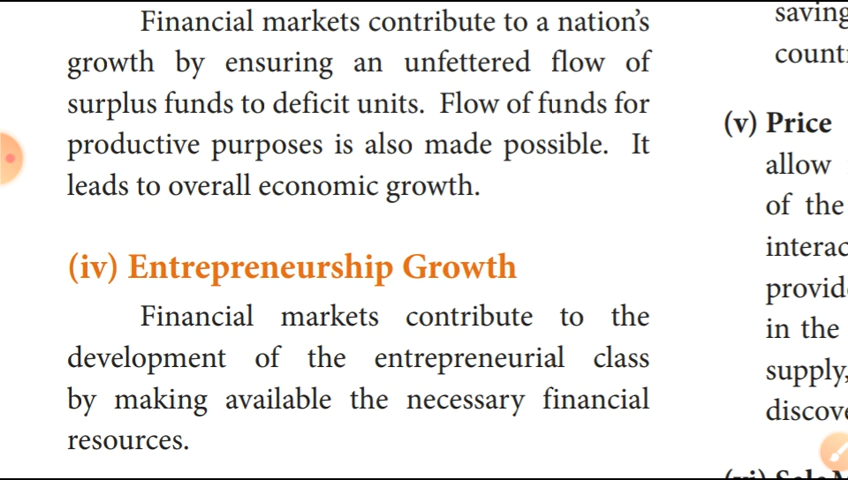 Financial markets contribute to a nation's
growth by ensuring an unfettered flow of
surplus funds to deficit units. Flow of funds for
productive purposes is also made possible. It
leads to overall economic growth.
(iv) Entrepreneurship Growth
Financial markets contribute to the
development of the entrepreneurial class
by making available the necessary financial
resources.
(v) Price
allow
of the
in the